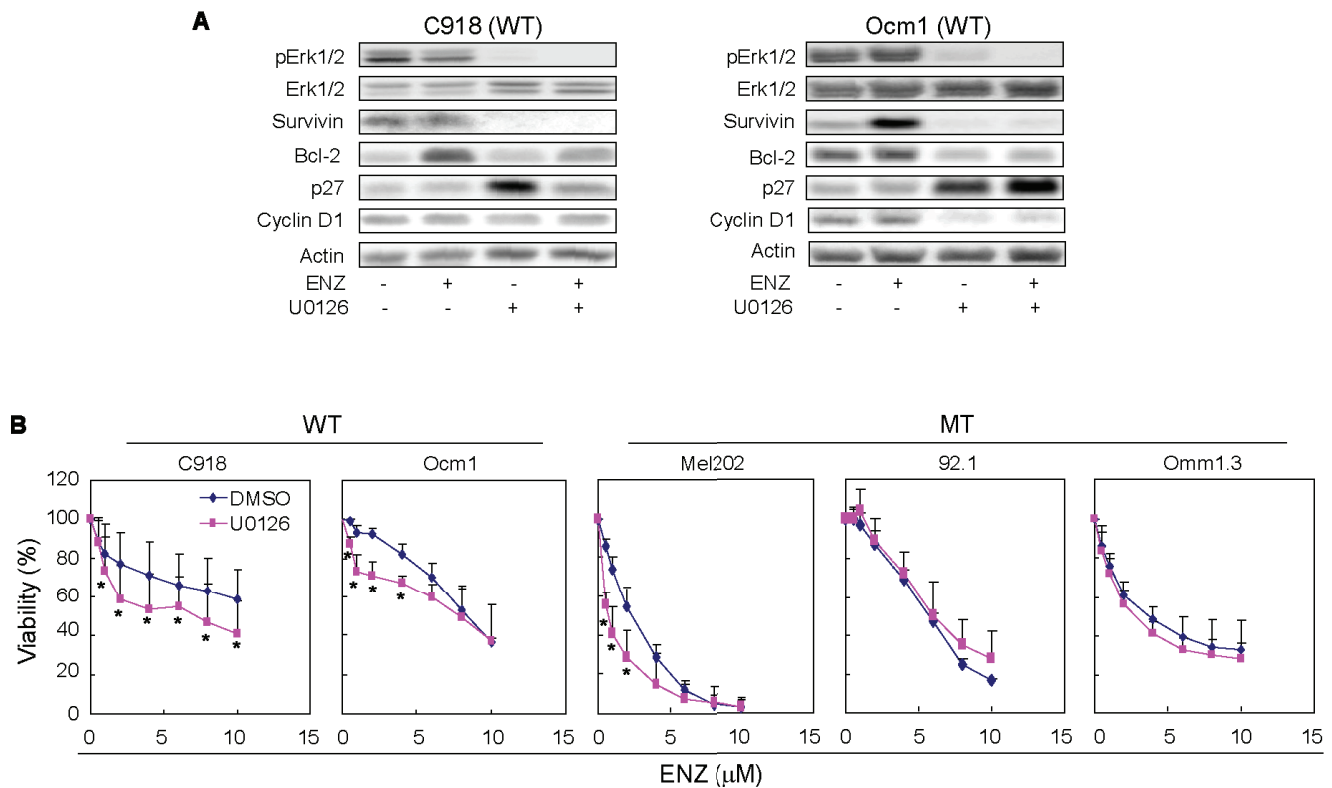 A
C918 (WT)
pErk1/2
Erk1/2
Survivin
Bcl-2
p27
Cyclin D1
Actin
ENZ - + - +
U0126 - - + +
Ocm1 (WT)
pErk1/2
Erk1/2
Survivin
Bcl-2
p27
Cyclin D1
Actin
ENZ - + - +
U0126 - - + +
B
WT
MT
C918
Ocm1
Mel202
92.1
Omm1.3
Viability (%)
120
100
80
60
40
20
0
DMSO
U0126
* * * * * *
* * * *
* * *
0 5 10 15
0 5 10 15
0 5 10 15
0 5 10 15
0 5 10 15
ENZ (μM)